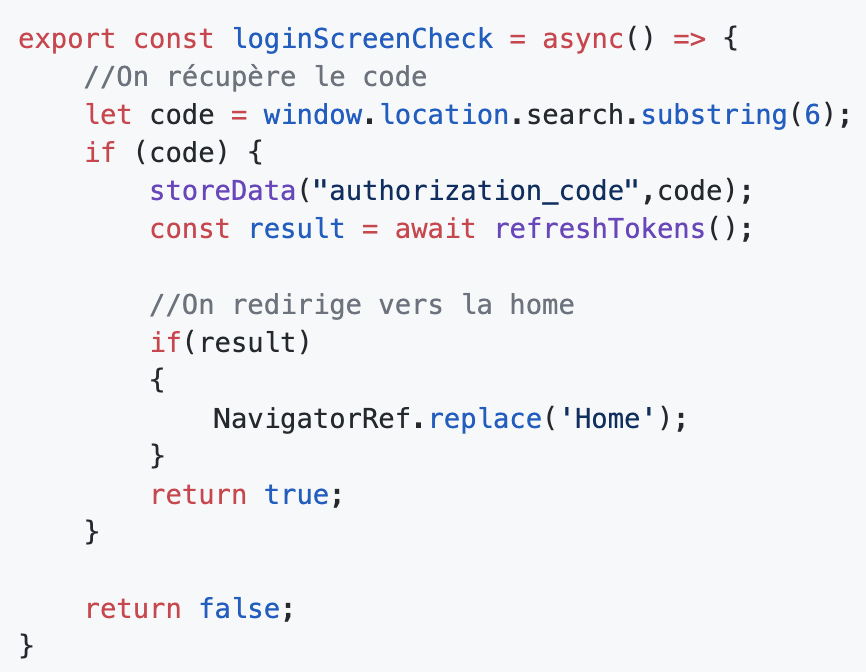 export const loginScreenCheck = async() => {
    //On récupère le code
    let code = window.location.search.substring(6);
    if (code) {
        storeData("authorization_code",code);
        const result = await refreshTokens();

        //On redirige vers la home
        if(result)
        {
            NavigatorRef.replace('Home');
        }
        return true;
    }

    return false;
}